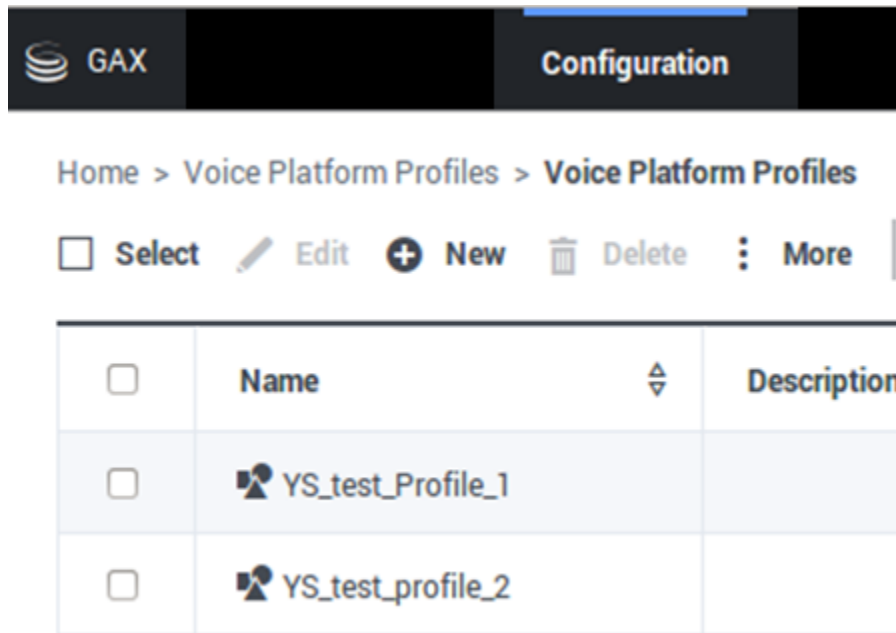 GAX Configuration
Home > Voice Platform Profiles > Voice Platform Profiles
Select Edit New Delete More
Name Description
YS_test_Profile_1
YS_test_profile_2